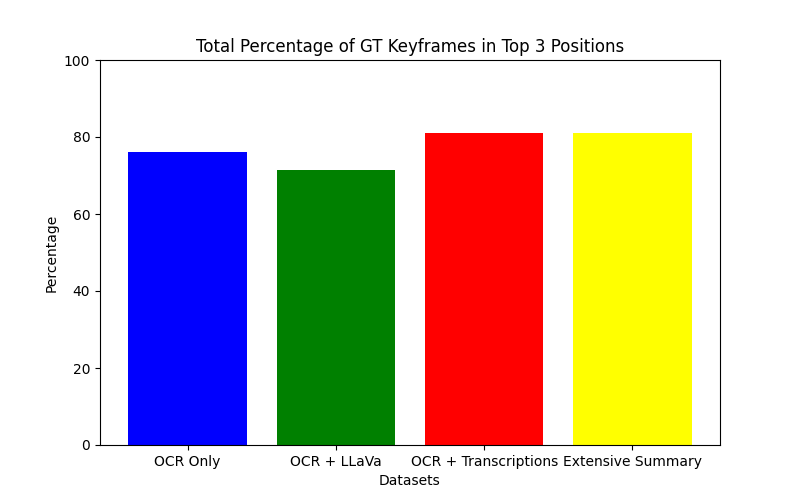 Total Percentage of GT Keyframes in Top 3 Positions
100
80
60
40
20
0
Percentage
OCR Only
OCR + LLaVa
OCR + Transcriptions
Extensive Summary
Datasets